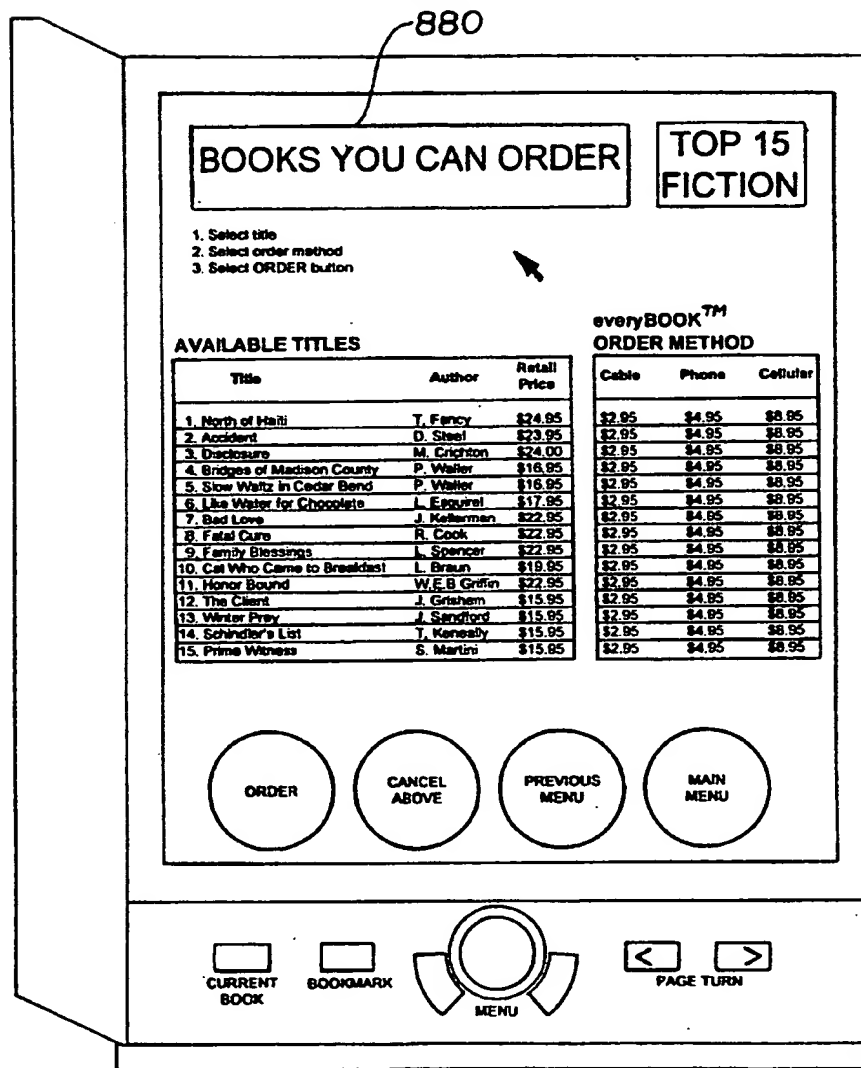 880
BOOKS YOU CAN ORDER
TOP 15
FICTION
1. Select title
2. Select order method
3. Select ORDER button
everyBOOK™
AVAILABLE TITLES
ORDER METHOD
Title Author Retail Price Cable Phone Cellular
1. North of Haiti T. Fancy $24.95 $2.95 $4.95 $8.95
2. Accident D. Steel $23.95 $2.95 $4.95 $8.95
3. Disclosure M. Crichton $24.00 $2.95 $4.95 $8.95
4. Bridges of Madison County P. Waller $16.95 $2.95 $4.95 $8.95
5. Slow Waltz in Cedar Bend P. Waller $16.95 $2.95 $4.95 $8.95
6. Like Water for Chocolate L. Esquirel $17.95 $2.95 $4.95 $8.95
7. Bad Love J. Kellerman $22.95 $2.95 $4.95 $8.95
8. Fatal Cure R. Cook $22.95 $2.95 $4.95 $8.95
9. Family Blessings L. Spencer $22.95 $2.95 $4.95 $8.95
10. Cat Who Came to Breakfast L. Braun $19.95 $2.95 $4.95 $8.95
11. Honor Bound W.E.B Griffin $22.95 $2.95 $4.95 $8.95
12. The Client J. Grisham $15.95 $2.95 $4.95 $8.95
13. Winter Prey J. Sandford $15.95 $2.95 $4.95 $8.95
14. Schindler's List T. Keneally $15.95 $2.95 $4.95 $8.95
15. Prime Witness S. Martini $15.95 $2.95 $4.95 $8.95
ORDER
CANCEL
ABOVE
PREVIOUS
MENU
MAIN
MENU
< >
CURRENT
BOOK
BOOKMARK
MENU
PAGE TURN